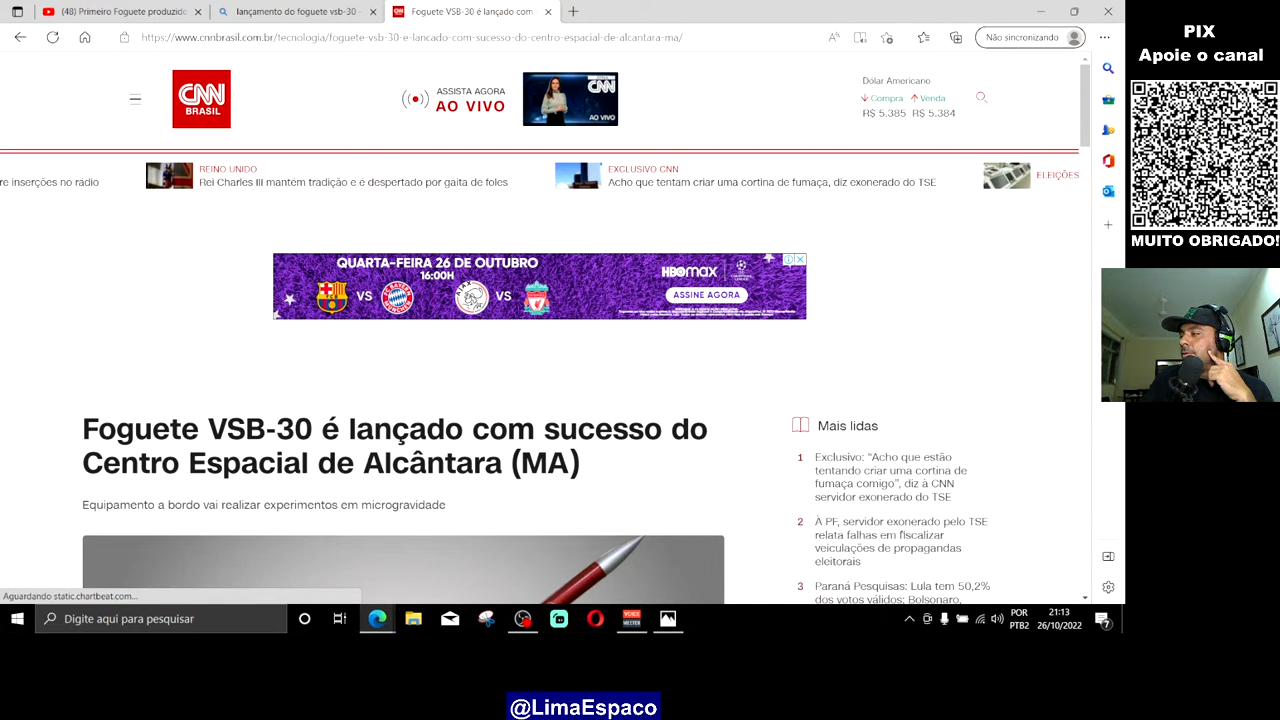 (48) Primeiro Foguete produzido
lançamento do foguete vsb-30 -
Foguete VSB-30 é lançado com
https://www.cnnbrasil.com.br/tecnologia/foguete-vsb-30-e-lancado-com-sucesso-do-centro-espacial-de-alcantara-ma/
Não sincronizando
PIX
Apoie o canal
MUITO OBRIGADO!
CNN
BRASIL
ASSISTA AGORA
AO VIVO
CNN
AO VIVO
Dólar Americano
Compra Venda
R$ 5.385 R$ 5.384
re inserções no rádio
REINO UNIDO
Rei Charles III mantém tradição e é despertado por gaita de foles
EXCLUSIVO CNN
Acho que tentam criar uma cortina de fumaça, diz exonerado do TSE
ELEIÇÕES
QUARTA-FEIRA 26 DE OUTUBRO
16:00H
VS
VS
HBOMAX
ASSINE AGORA
Foguete VSB-30 é lançado com sucesso do
Centro Espacial de Alcântara (MA)
Equipamento a bordo vai realizar experimentos em microgravidade
Mais lidas
1 Exclusivo: “Acho que estão
tentando criar uma cortina de
fumaça comigo”, diz à CNN
servidor exonerado do TSE
2 À PF, servidor exonerado pelo TSE
relata falhas em fiscalizar
veiculações de propagandas
eleitorais
3 Paraná Pesquisas: Lula tem 50,2%
dos votos válidos; Bolsonaro,
Aguardando static.chartbeat.com...
Digite aqui para pesquisar
VOICE
MEETER
POR
PTB2
21:13
26/10/2022
7
@LimaEspaco